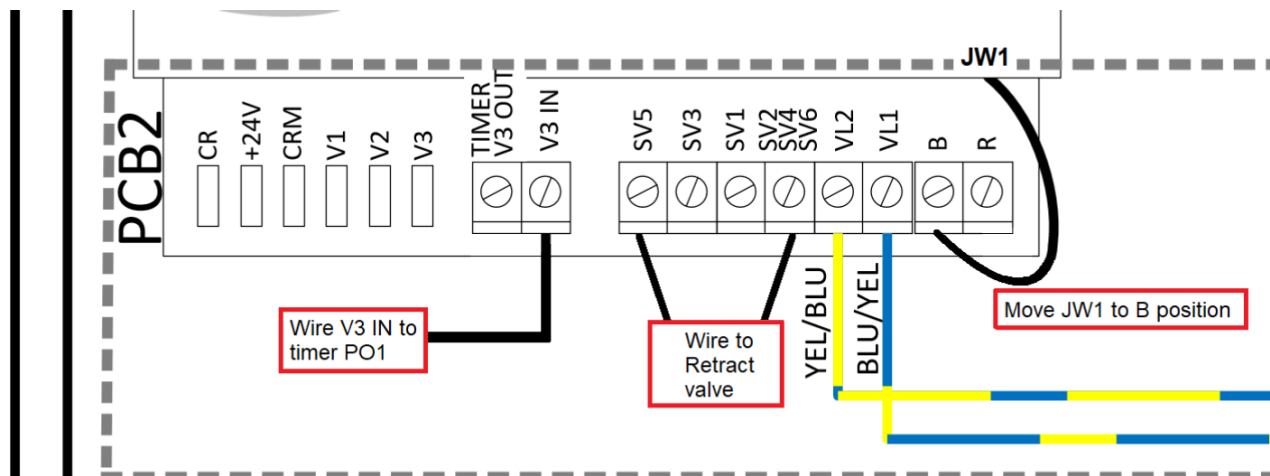 JW1
PCB2
CR
+24V
CRM
V1
V2
V3
TIMER
V3 OUT
V3 IN
SV5
SV3
SV1
SV2
SV4
SV6
VL2
VL1
B
R
Wire V3 IN to
timer PO1
Wire to
Retract
valve
YEL/BLU
BLU/YEL
Move JW1 to B position